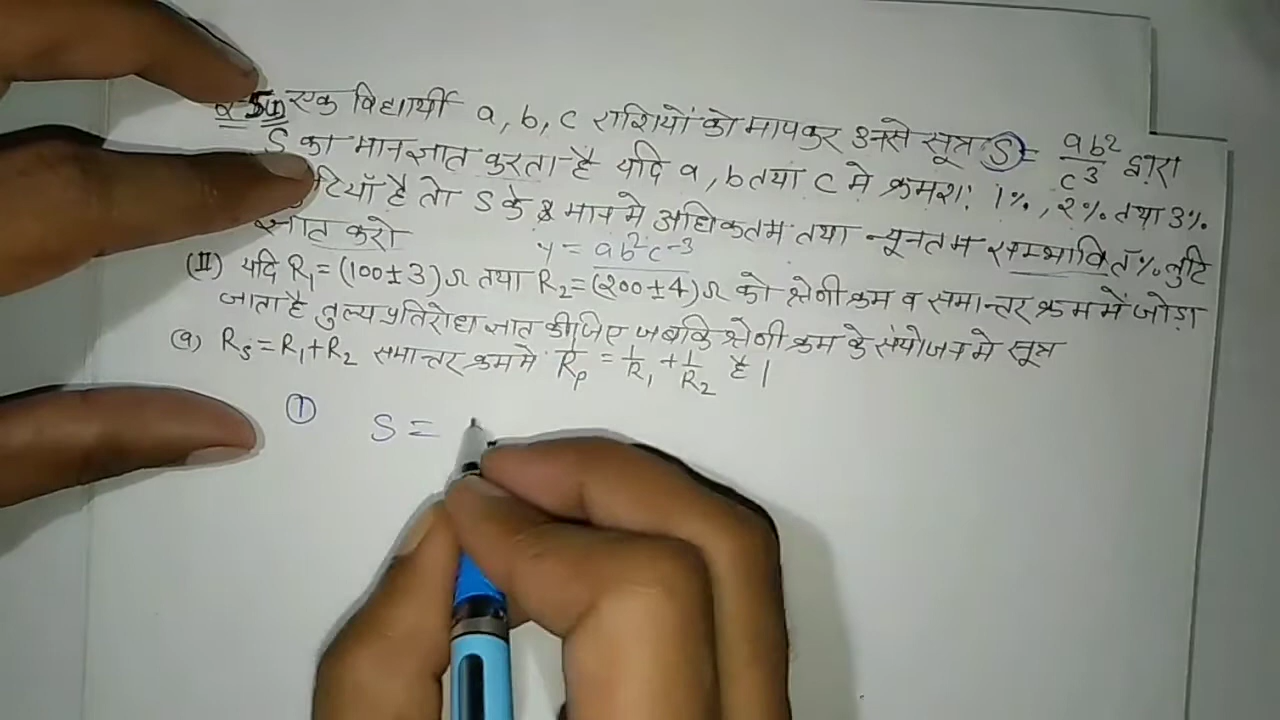 एक विद्यार्थी a, b, c राशियों को मापकर उनसे सूत्र S = ab²/c³ द्वारा
S का मान ज्ञात करता है यदि a, b तथा c मे क्रमशः 1%, 2% तथा 3%
टियाँ है तो S के मान मे अधिकतम तथा न्यूनतम सम्भावित % त्रुटि
ज्ञात करो
y = ab²c-3
(II) यदि R₁ = (100±3)Ω तथा R₂ = (200±4)Ω को श्रेणीक्रम व समान्तर क्रम में जोड़ा
जाता है तुल्य प्रतिरोध ज्ञात कीजिए जबकि श्रेणी क्रम के संयोजन मे सूत्र
(a) Rs = R₁+R₂ समान्तर क्रम मे 1/Rp = 1/R₁ + 1/R₂ है।
① S =